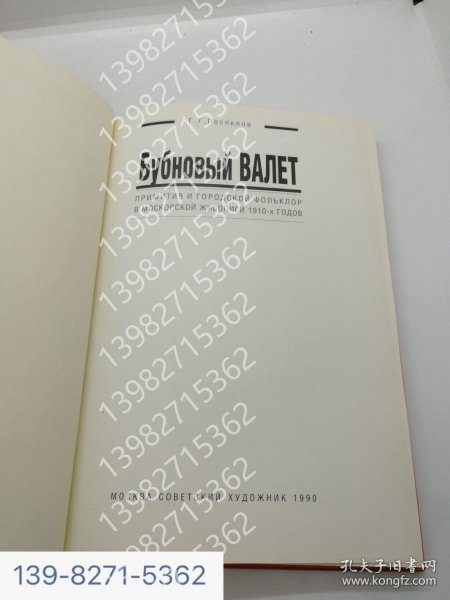 Г. Г. Поспелов
Бубновый ВАЛЕТ
ПРИМИТИВ И ГОРОДСКОЙ ФОЛЬКЛОР
В МОСКОВСКОЙ ЖИВОПИСИ 1910-х ГОДОВ
МОСКВА СОВЕТСКИЙ ХУДОЖНИК 1990
13982715362
13982715362
13982715362
13982715362
13982715362
13982715362
13982715362
139-8271-5362
孔夫子旧书网
www.kongfz.com